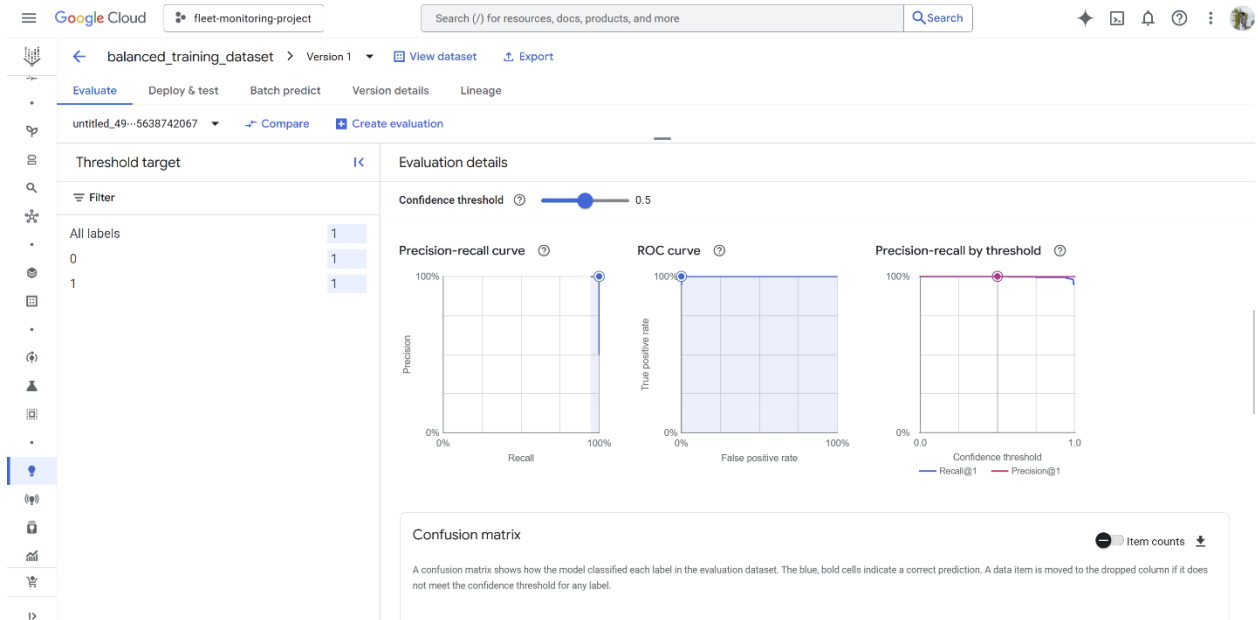 Google Cloud
fleet-monitoring-project
Search (/) for resources, docs, products, and more
Search
balanced_training_dataset
Version 1
View dataset
Export
Evaluate
Deploy & test
Batch predict
Version details
Lineage
untitled_49···5638742067
Compare
Create evaluation
Threshold target
Filter
All labels 1
0 1
1 1
Evaluation details
Confidence threshold 0.5
Precision-recall curve
100%
Precision
0%
0% 100%
Recall
ROC curve
100%
True positive rate
0%
0% 100%
False positive rate
Precision-recall by threshold
100%
0%
0.0 1.0
Confidence threshold
Recall@1 Precision@1
Confusion matrix
Item counts
A confusion matrix shows how the model classified each label in the evaluation dataset. The blue, bold cells indicate a correct prediction. A data item is moved to the dropped column if it does
not meet the confidence threshold for any label.